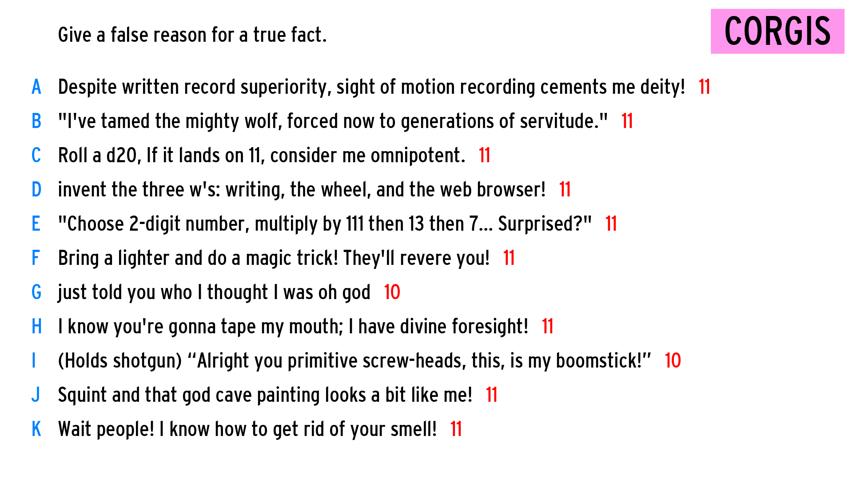 Give a false reason for a true fact.
CORGIS
A Despite written record superiority, sight of motion recording cements me deity! 11
B "I've tamed the mighty wolf, forced now to generations of servitude." 11
C Roll a d20, If it lands on 11, consider me omnipotent. 11
D invent the three w's: writing, the wheel, and the web browser! 11
E "Choose 2-digit number, multiply by 111 then 13 then 7... Surprised?" 11
F Bring a lighter and do a magic trick! They'll revere you! 11
G just told you who I thought I was oh god 10
H I know you're gonna tape my mouth; I have divine foresight! 11
I (Holds shotgun) “Alright you primitive screw-heads, this, is my boomstick!” 10
J Squint and that god cave painting looks a bit like me! 11
K Wait people! I know how to get rid of your smell! 11